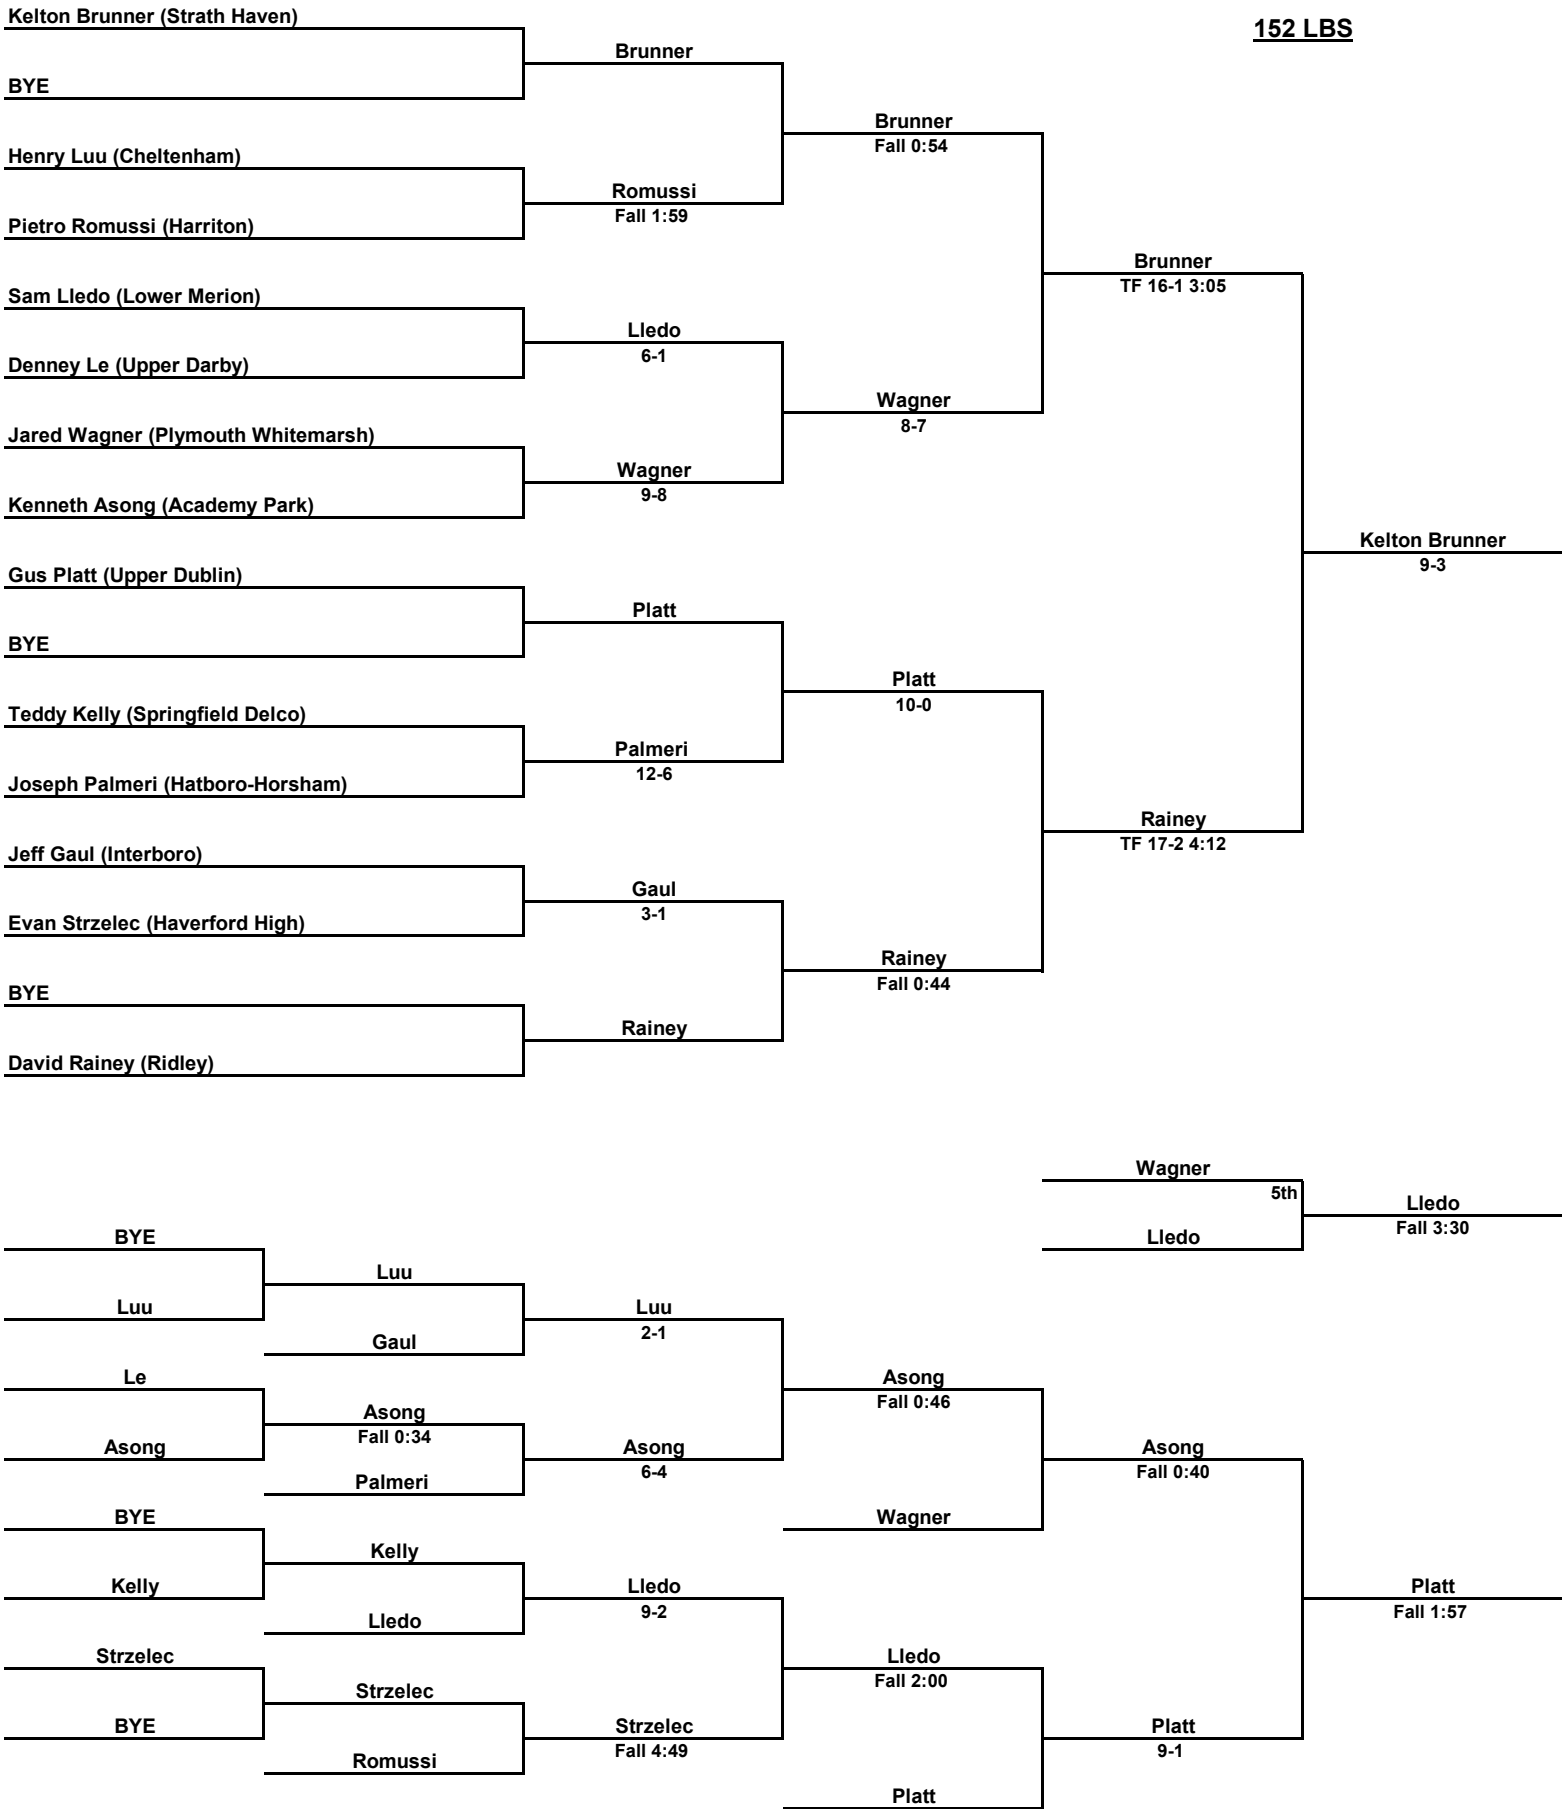 Kelton Brunner (Strath Haven)
152 LBS
Brunner
BYE
Brunner
Fall 0:54
Henry Luu (Cheltenham)
Romussi
Fall 1:59
Pietro Romussi (Harriton)
Brunner
TF 16-1 3:05
Sam Lledo (Lower Merion)
Lledo
6-1
Denney Le (Upper Darby)
Wagner
8-7
Jared Wagner (Plymouth Whitemarsh)
Wagner
9-8
Kenneth Asong (Academy Park)
Kelton Brunner
9-3
Gus Platt (Upper Dublin)
Platt
BYE
Platt
10-0
Teddy Kelly (Springfield Delco)
Palmeri
12-6
Joseph Palmeri (Hatboro-Horsham)
Rainey
TF 17-2 4:12
Jeff Gaul (Interboro)
Gaul
3-1
Evan Strzelec (Haverford High)
Rainey
Fall 0:44
BYE
Rainey
David Rainey (Ridley)
Wagner
5th
Lledo
Fall 3:30
Lledo
BYE
Luu
Luu
Luu
2-1
Gaul
Le
Asong
Fall 0:46
Asong
Fall 0:34
Asong
Asong
6-4
Asong
Fall 0:40
Palmeri
BYE
Wagner
Kelly
Kelly
Lledo
9-2
Platt
Fall 1:57
Lledo
Strzelec
Lledo
Fall 2:00
Strzelec
BYE
Strzelec
Fall 4:49
Platt
9-1
Romussi
Platt